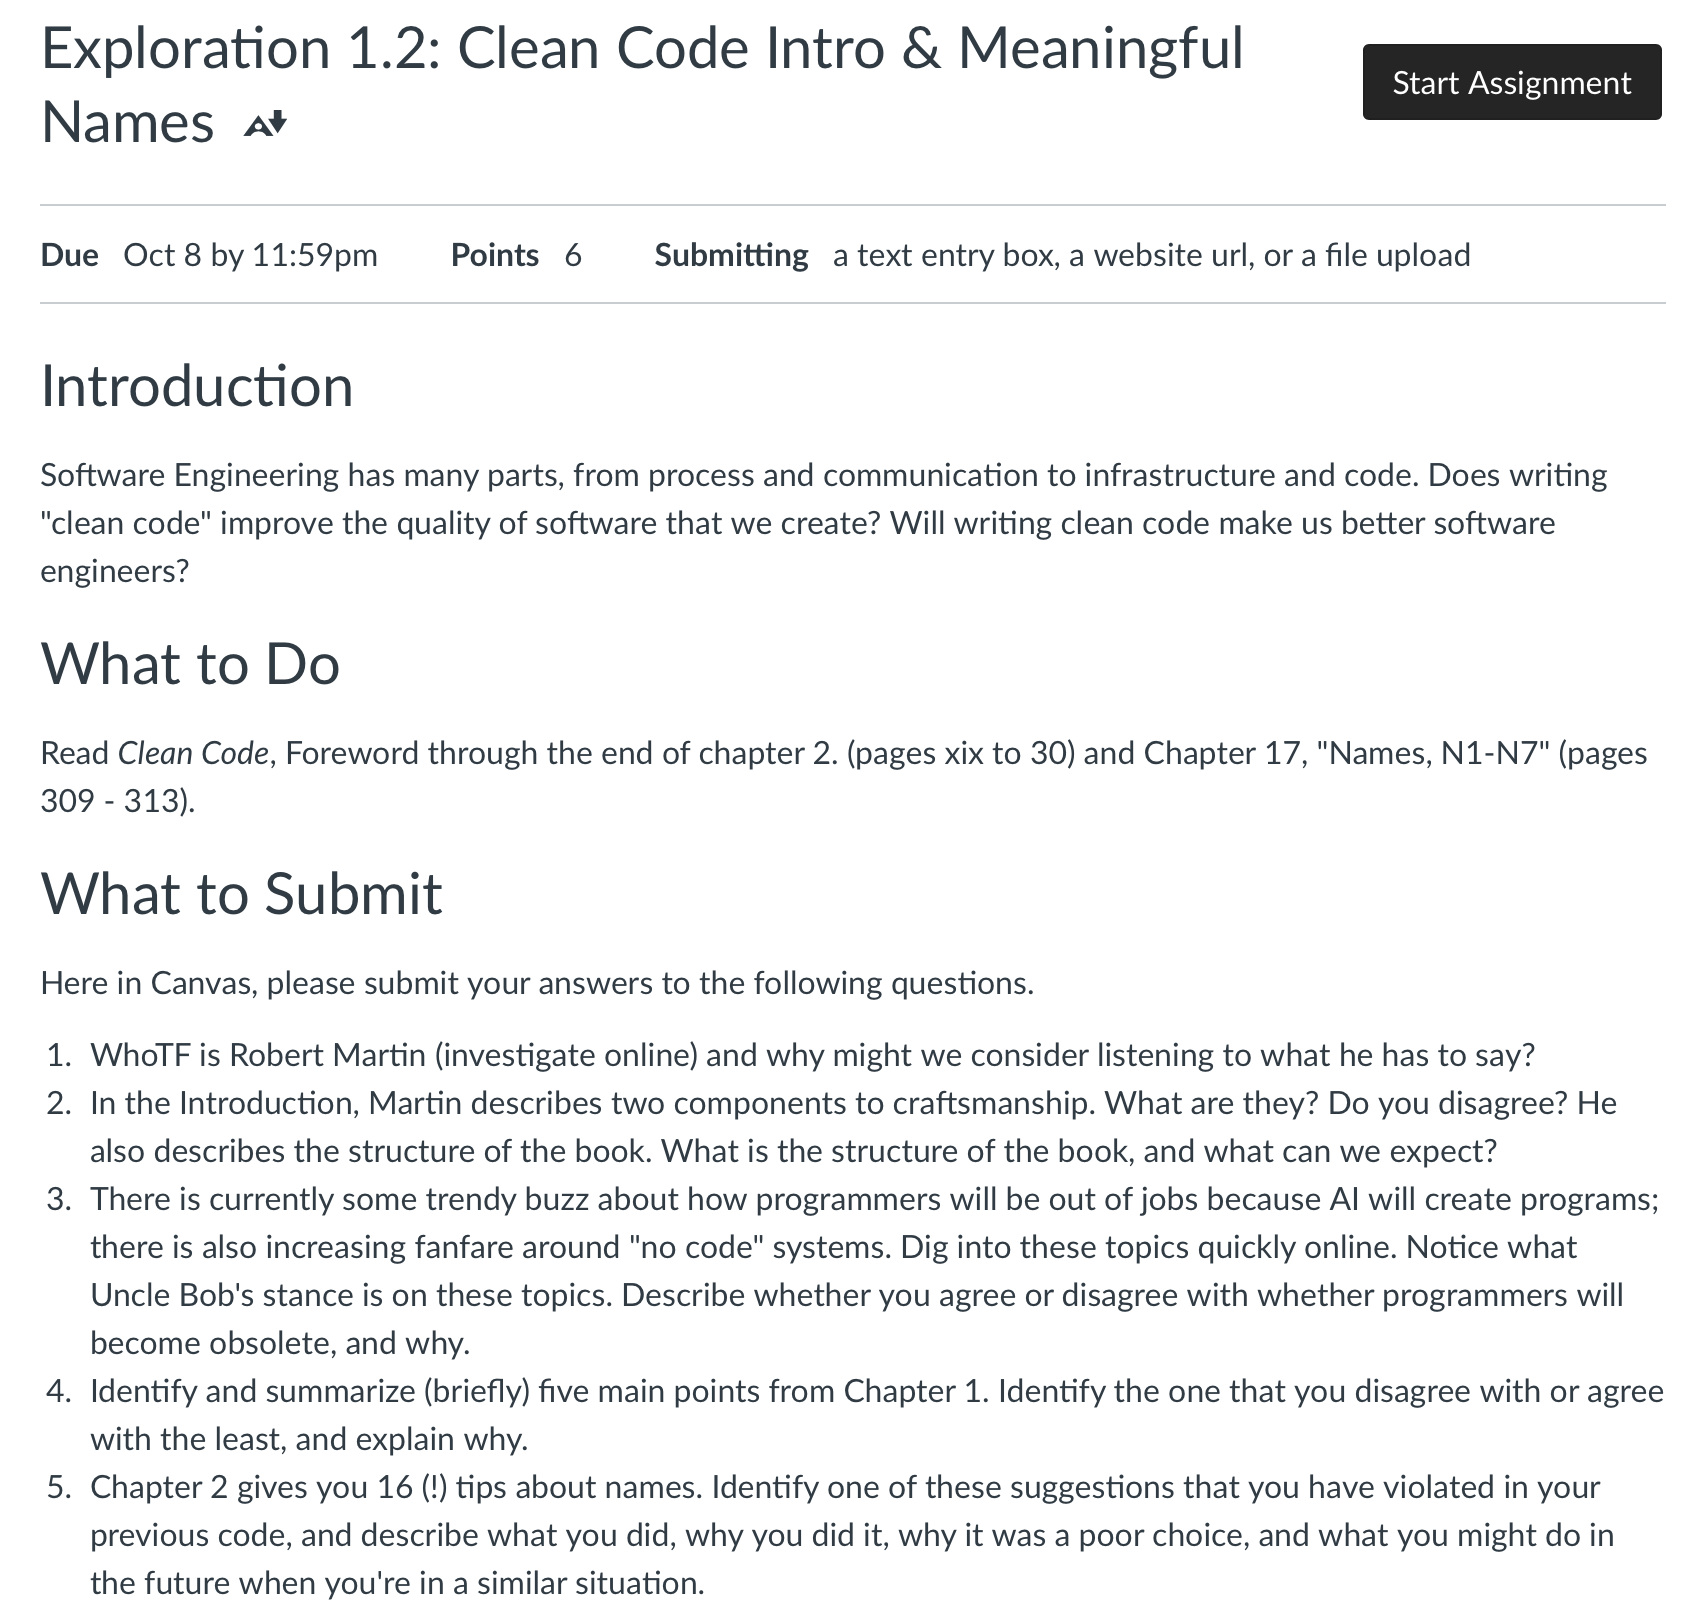 Exploration 1.2: Clean Code Intro & Meaningful
Names
Start Assignment
Due Oct 8 by 11:59pm Points 6 Submitting a text entry box, a website url, or a file upload
Introduction
Software Engineering has many parts, from process and communication to infrastructure and code. Does writing
"clean code" improve the quality of software that we create? Will writing clean code make us better software
engineers?
What to Do
Read Clean Code, Foreword through the end of chapter 2. (pages xix to 30) and Chapter 17, "Names, N1-N7" (pages
309 - 313).
What to Submit
Here in Canvas, please submit your answers to the following questions.
1. WhoTF is Robert Martin (investigate online) and why might we consider listening to what he has to say?
2. In the Introduction, Martin describes two components to craftsmanship. What are they? Do you disagree? He
also describes the structure of the book. What is the structure of the book, and what can we expect?
3. There is currently some trendy buzz about how programmers will be out of jobs because AI will create programs;
there is also increasing fanfare around "no code" systems. Dig into these topics quickly online. Notice what
Uncle Bob's stance is on these topics. Describe whether you agree or disagree with whether programmers will
become obsolete, and why.
4. Identify and summarize (briefly) five main points from Chapter 1. Identify the one that you disagree with or agree
with the least, and explain why.
5. Chapter 2 gives you 16 (!) tips about names. Identify one of these suggestions that you have violated in your
previous code, and describe what you did, why you did it, why it was a poor choice, and what you might do in
the future when you're in a similar situation.